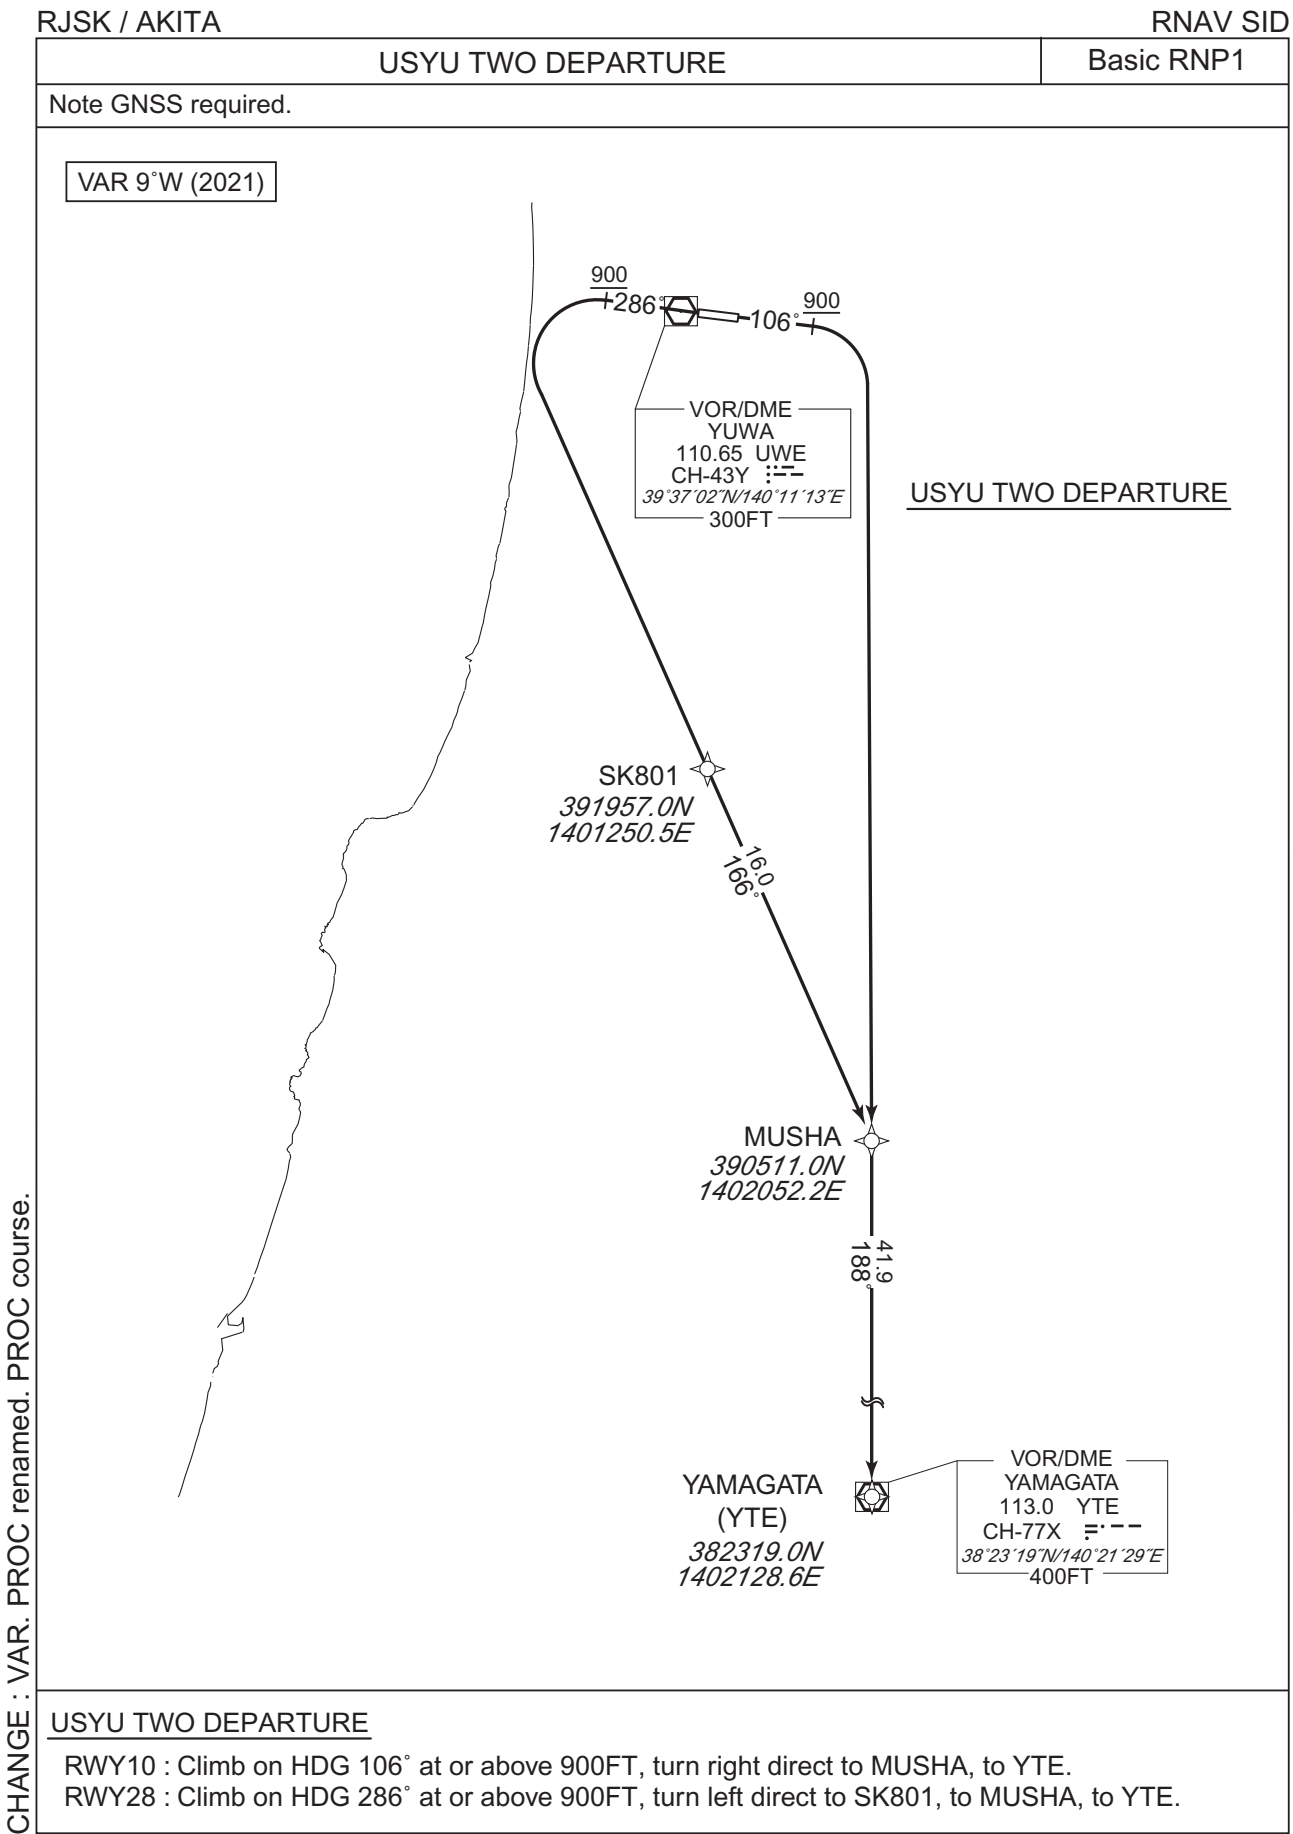 RJSK / AKITA
RNAV SID
USYU TWO DEPARTURE
Basic RNP1
Note GNSS required.
VAR 9˚W (2021)
900
286˚
106˚
900
VOR/DME
YUWA
110.65 UWE
CH-43Y
39˚37´02˝N/140˚11´13˝E
300FT
USYU TWO DEPARTURE
SK801
391957.0N
1401250.5E
16.0
166˚
MUSHA
390511.0N
1402052.2E
41.9
188˚
YAMAGATA
(YTE)
382319.0N
1402128.6E
VOR/DME
YAMAGATA
113.0 YTE
CH-77X
38˚23´19˝N/140˚21´29˝E
400FT
USYU TWO DEPARTURE
RWY10 : Climb on HDG 106˚ at or above 900FT, turn right direct to MUSHA, to YTE.
RWY28 : Climb on HDG 286˚ at or above 900FT, turn left direct to SK801, to MUSHA, to YTE.
CHANGE : VAR. PROC renamed. PROC course.